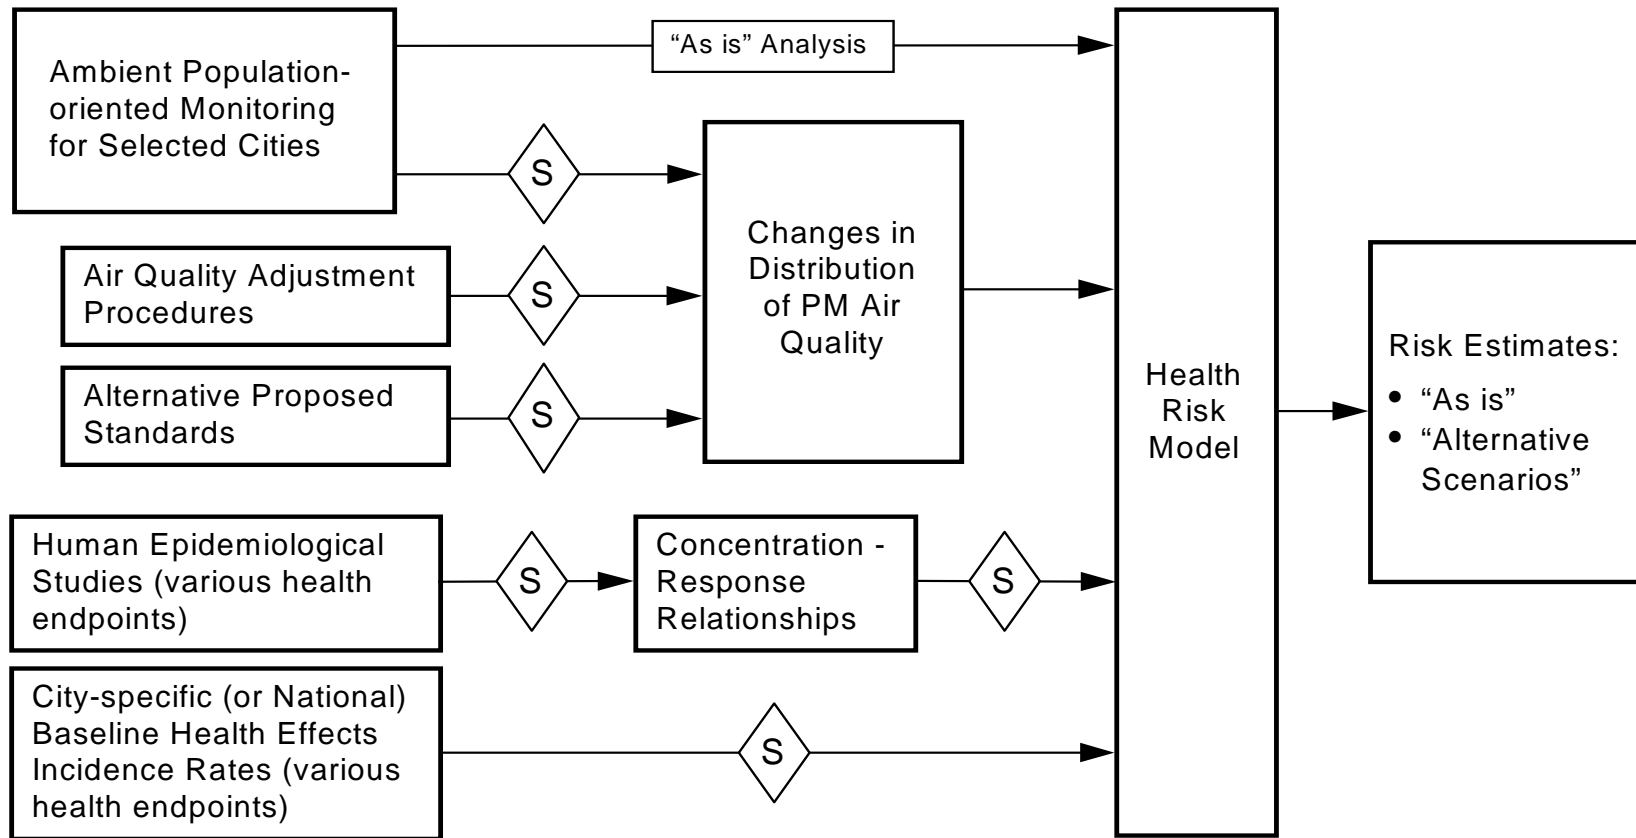 Ambient Population-
oriented Monitoring
for Selected Cities
“As is” Analysis
S
Air Quality Adjustment
Procedures
S
Alternative Proposed
Standards
S
Changes in
Distribution
of PM Air
Quality
Human Epidemiological
Studies (various health
endpoints)
S
Concentration -
Response
Relationships
S
City-specific (or National)
Baseline Health Effects
Incidence Rates (various
health endpoints)
S
Health
Risk
Model
Risk Estimates:
• “As is”
• “Alternative
Scenarios”